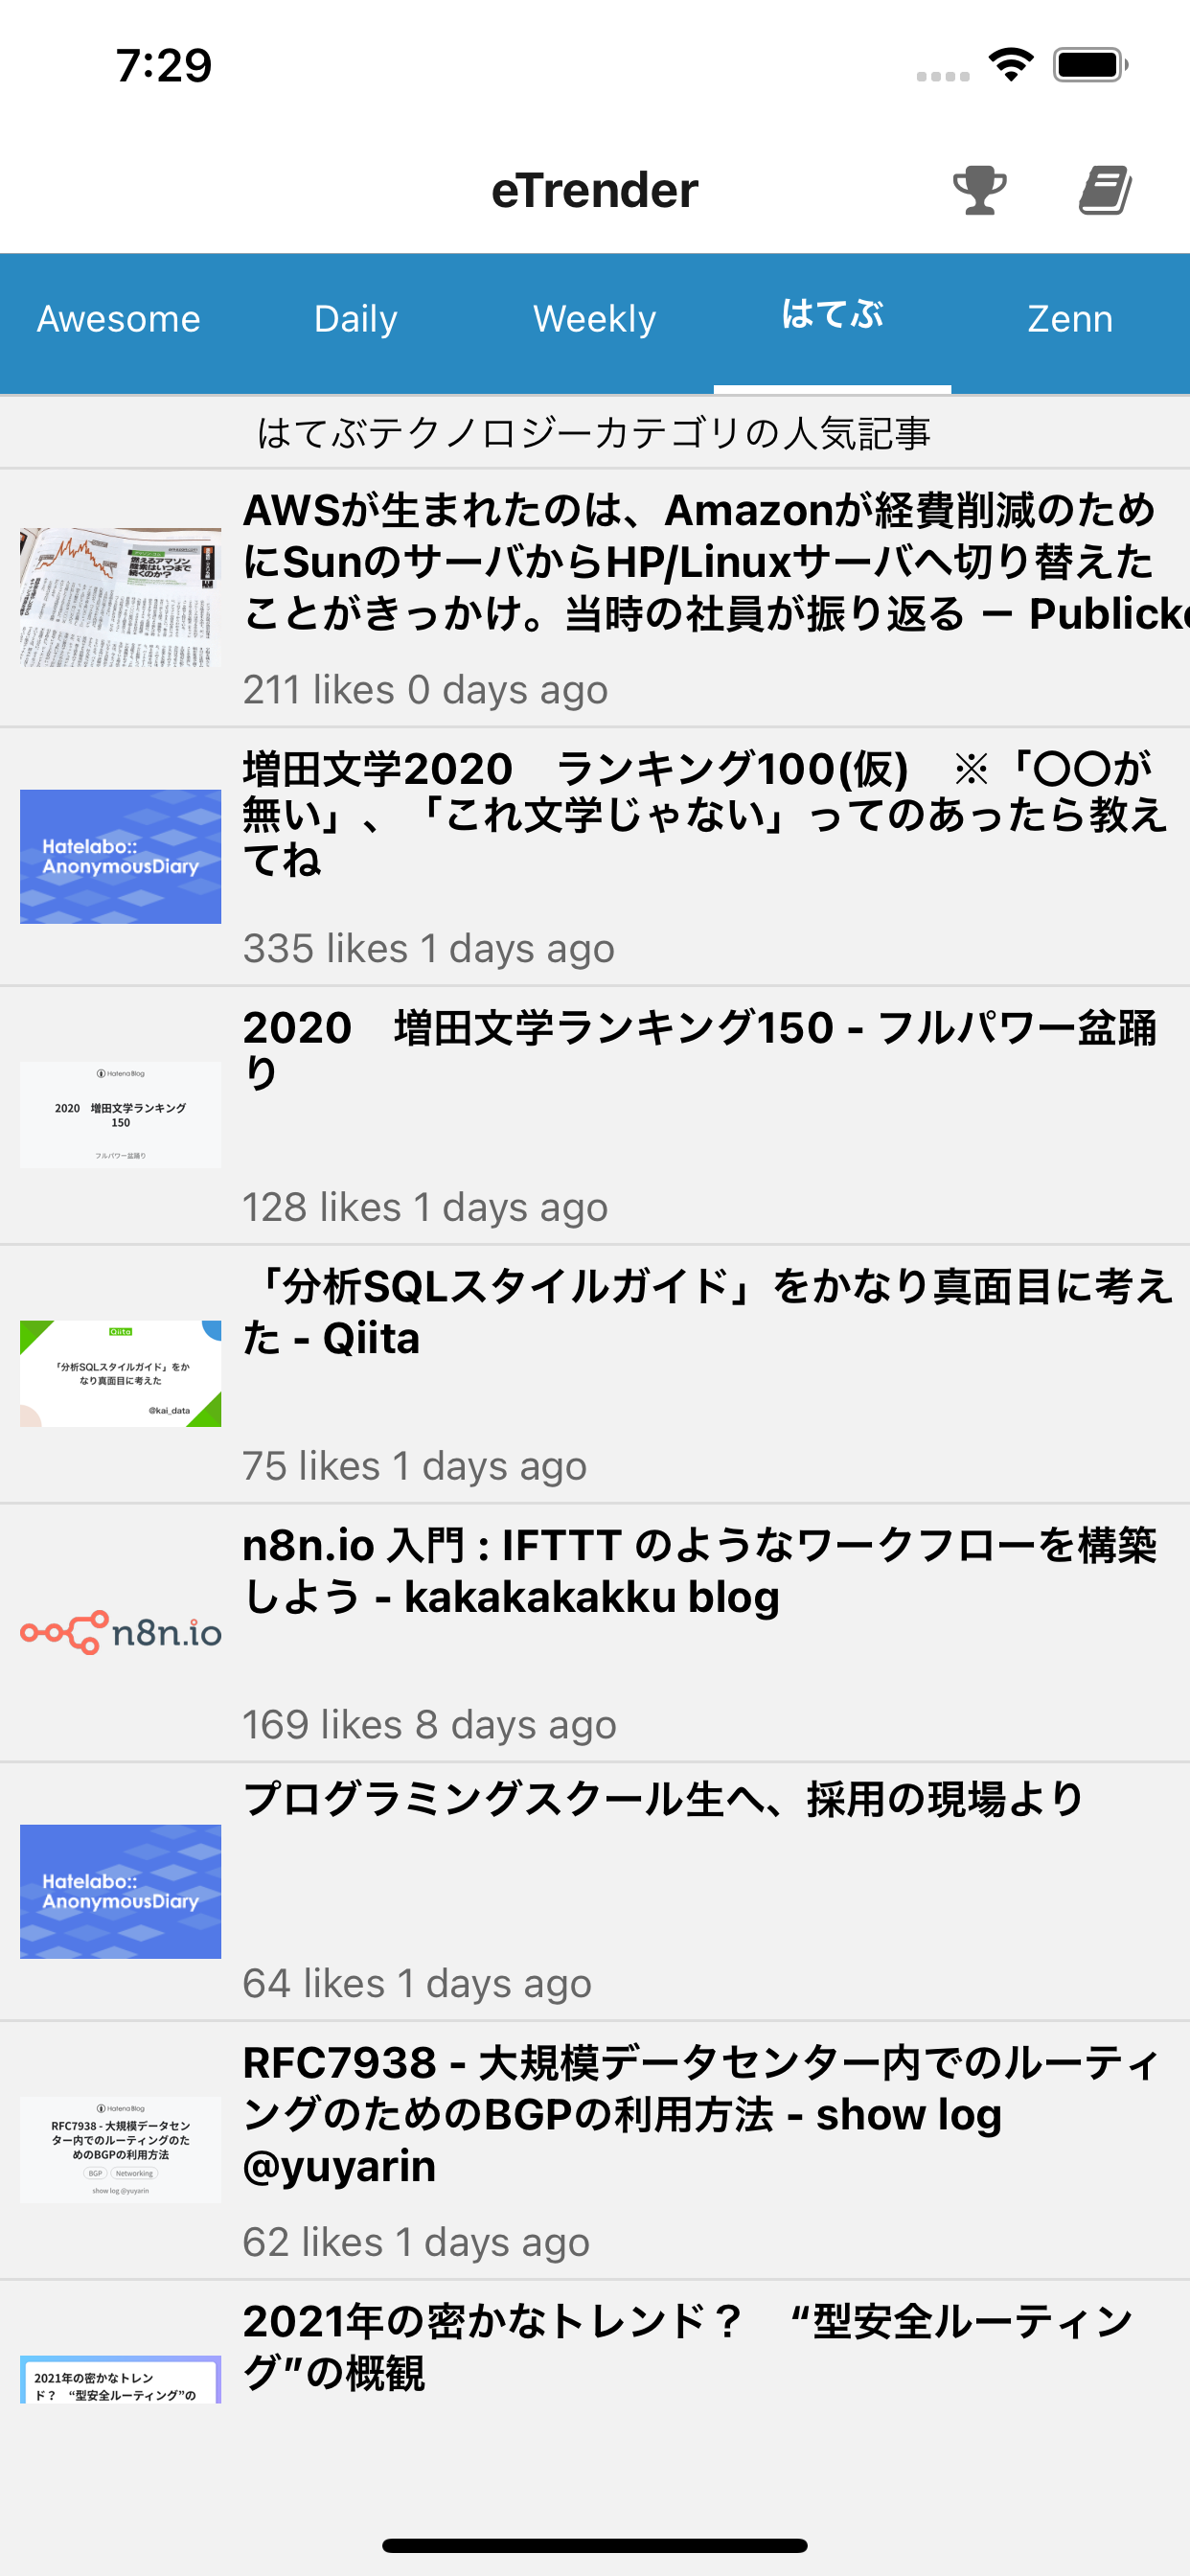 7:29
eTrender
Awesome
Daily
Weekly
はてぶ
Zenn
はてぶテクノロジーカテゴリの人気記事
燃えるアマゾン
酸素はいつまで
続くのか?
AWSが生まれたのは、Amazonが経費削減のため
にSunのサーバからHP/Linuxサーバへ切り替えた
ことがきっかけ。当時の社員が振り返る － Publick
211 likes 0 days ago
Hatelabo::
AnonymousDiary
増田文学2020　ランキング100(仮)　※「〇〇が
無い」、「これ文学じゃない」ってのあったら教え
てね
335 likes 1 days ago
Hatena Blog
2020　増田文学ランキング
150
フルパワー盆踊り
2020　増田文学ランキング150 - フルパワー盆踊
り
128 likes 1 days ago
Qiita
「分析SQLスタイルガイド」をか
なり真面目に考えた
@kai_data
「分析SQLスタイルガイド」をかなり真面目に考え
た - Qiita
75 likes 1 days ago
n8n.io
n8n.io 入門 : IFTTT のようなワークフローを構築
しよう - kakakakakku blog
169 likes 8 days ago
Hatelabo::
AnonymousDiary
プログラミングスクール生へ、採用の現場より
64 likes 1 days ago
Hatena Blog
RFC7938 - 大規模データセン
ター内でのルーティングのた
めのBGPの利用方法
BGP
Networking
show log @yuyarin
RFC7938 - 大規模データセンター内でのルーティ
ングのためのBGPの利用方法 - show log
@yuyarin
62 likes 1 days ago
2021年の密かなトレン
ド？　“型安全ルーティング”の
2021年の密かなトレンド？　“型安全ルーティン
グ”の概観